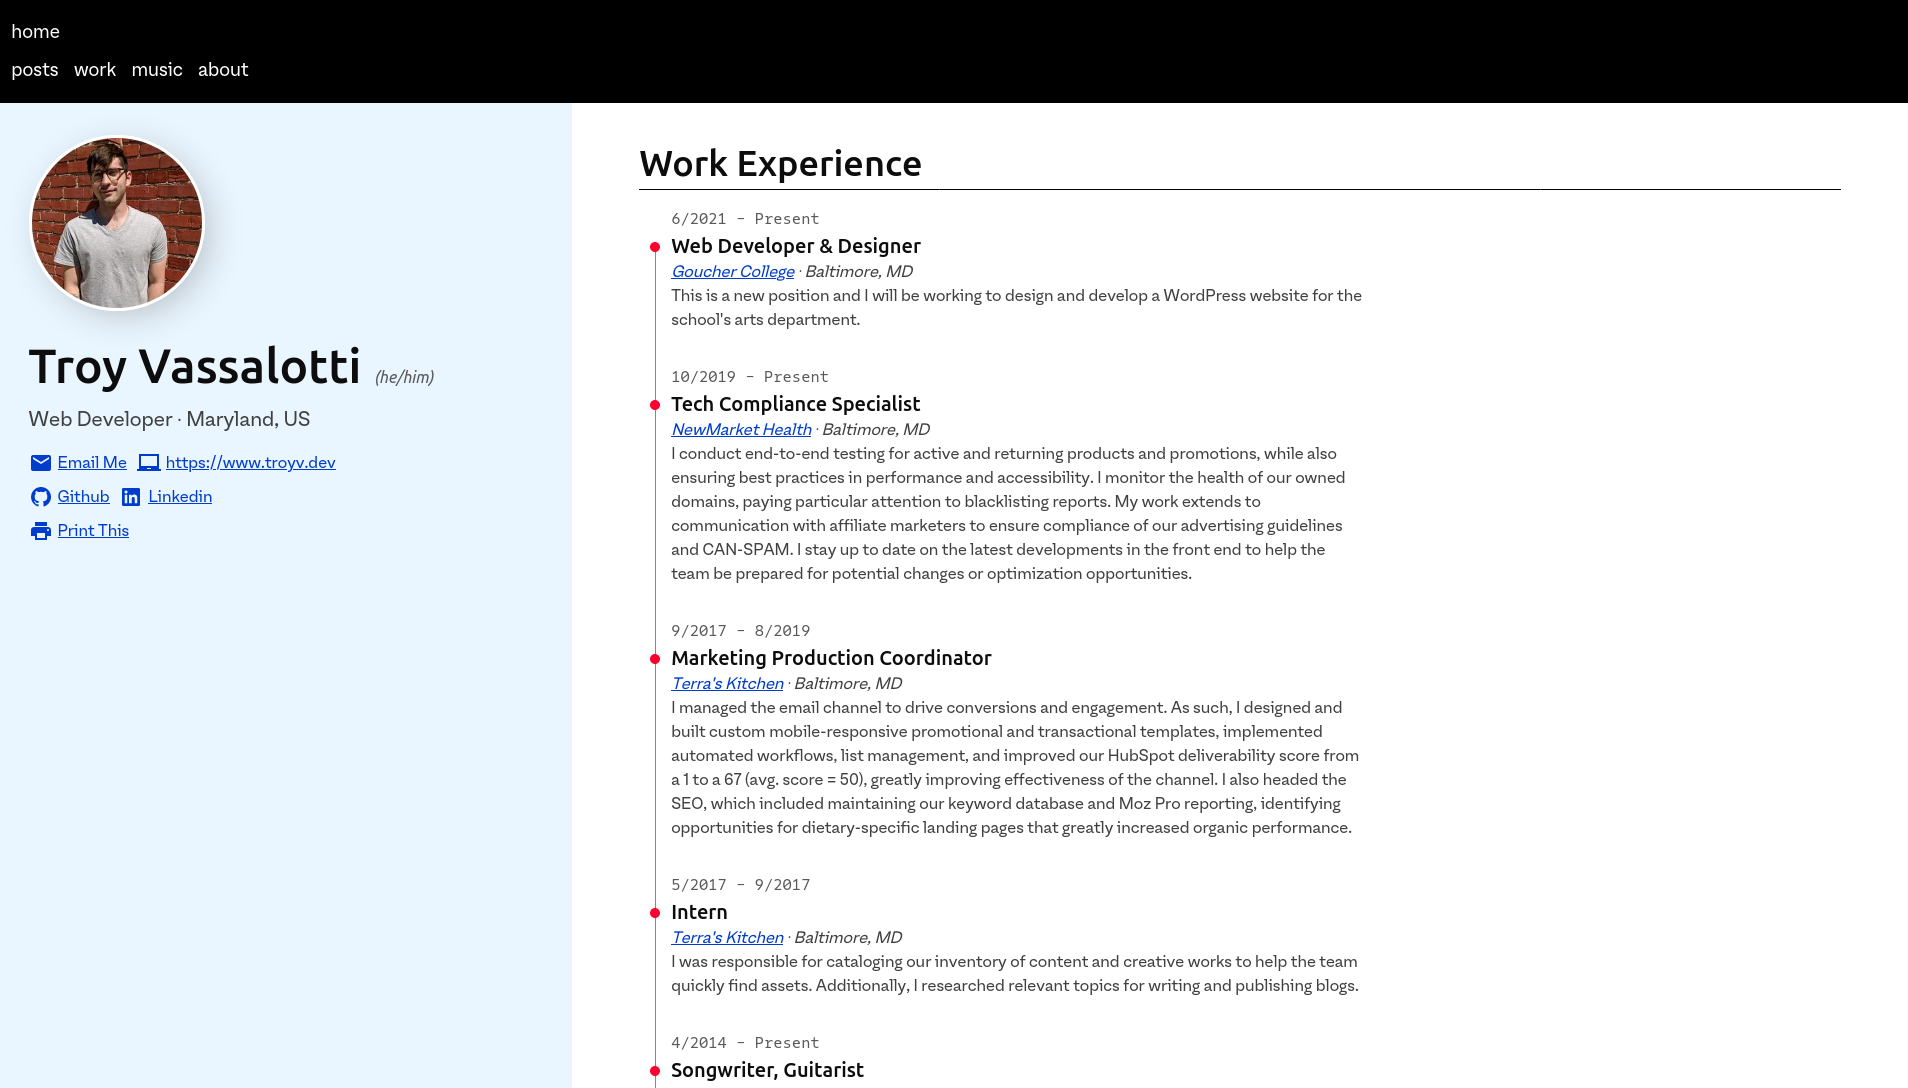 home
posts work music about
Troy Vassalotti (he/him)
Web Developer · Maryland, US
Email Me https://www.troyv.dev
Github Linkedin
Print This
Work Experience
6/2021 – Present
Web Developer & Designer
Goucher College · Baltimore, MD
This is a new position and I will be working to design and develop a WordPress website for the
school's arts department.
10/2019 – Present
Tech Compliance Specialist
NewMarket Health · Baltimore, MD
I conduct end-to-end testing for active and returning products and promotions, while also
ensuring best practices in performance and accessibility. I monitor the health of our owned
domains, paying particular attention to blacklisting reports. My work extends to
communication with affiliate marketers to ensure compliance of our advertising guidelines
and CAN-SPAM. I stay up to date on the latest developments in the front end to help the
team be prepared for potential changes or optimization opportunities.
9/2017 – 8/2019
Marketing Production Coordinator
Terra's Kitchen · Baltimore, MD
I managed the email channel to drive conversions and engagement. As such, I designed and
built custom mobile-responsive promotional and transactional templates, implemented
automated workflows, list management, and improved our HubSpot deliverability score from
a 1 to a 67 (avg. score = 50), greatly improving effectiveness of the channel. I also headed the
SEO, which included maintaining our keyword database and Moz Pro reporting, identifying
opportunities for dietary-specific landing pages that greatly increased organic performance.
5/2017 – 9/2017
Intern
Terra's Kitchen · Baltimore, MD
I was responsible for cataloging our inventory of content and creative works to help the team
quickly find assets. Additionally, I researched relevant topics for writing and publishing blogs.
4/2014 – Present
Songwriter, Guitarist